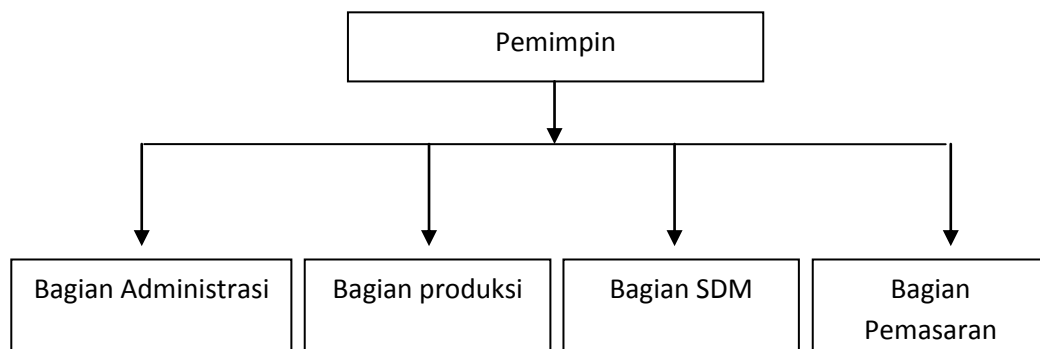 Pemimpin
Bagian Administrasi
Bagian produksi
Bagian SDM
Bagian
Pemasaran